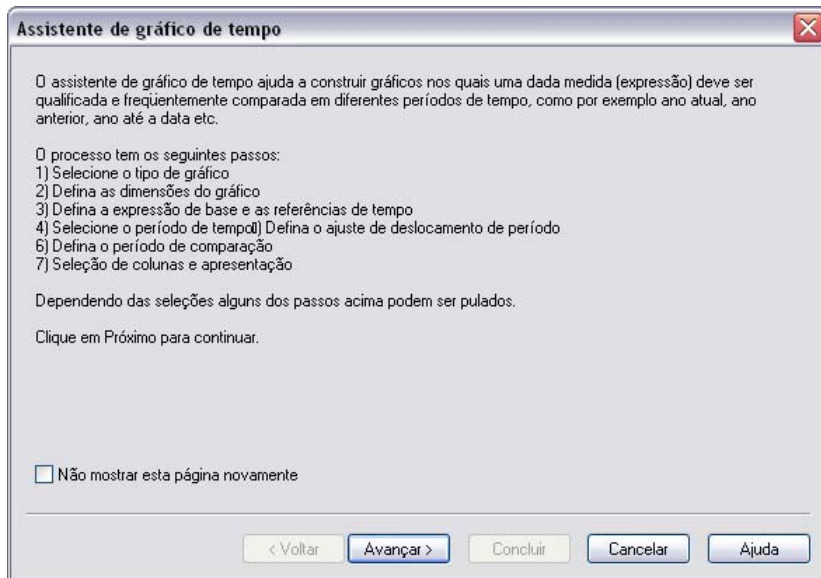 Assistente de gráfico de tempo
O assistente de gráfico de tempo ajuda a construir gráficos nos quais uma dada medida (expressão) deve ser
qualificada e freqüentemente comparada em diferentes períodos de tempo, como por exemplo ano atual, ano
anterior, ano até a data etc.
O processo tem os seguintes passos:
1) Selecione o tipo de gráfico
2) Defina as dimensões do gráfico
3) Defina a expressão de base e as referências de tempo
4) Selecione o período de tempo) Defina o ajuste de deslocamento de período
6) Defina o período de comparação
7) Seleção de colunas e apresentação
Dependendo das seleções alguns dos passos acima podem ser pulados.
Clique em Próximo para continuar.
Não mostrar esta página novamente
< Voltar Avançar > Concluir Cancelar Ajuda